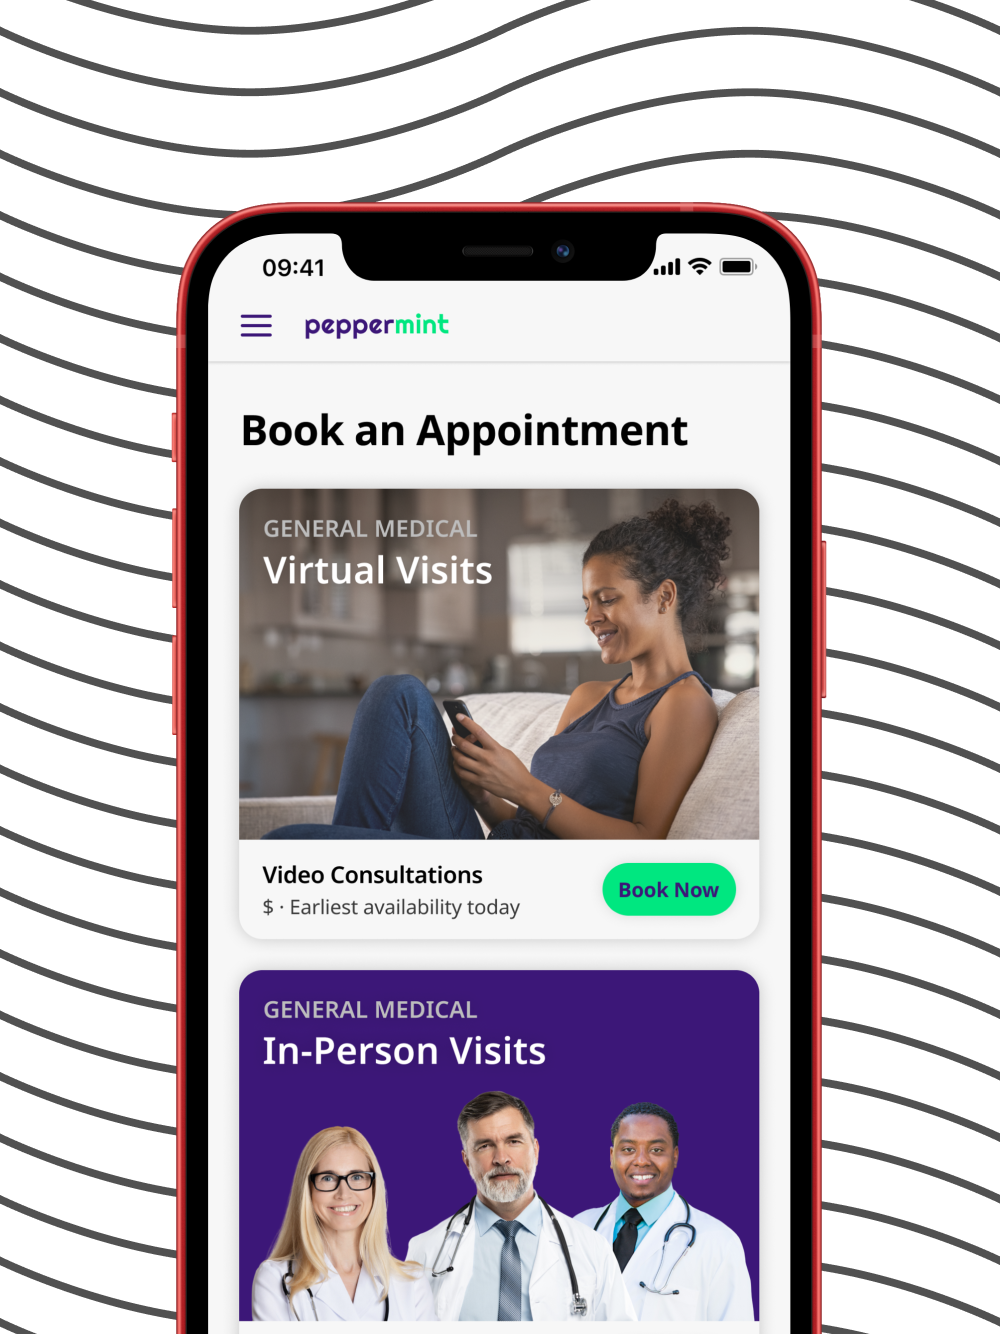 09:41
peppermint
Book an Appointment
GENERAL MEDICAL
Virtual Visits
Video Consultations
$ · Earliest availability today
Book Now
GENERAL MEDICAL
In-Person Visits